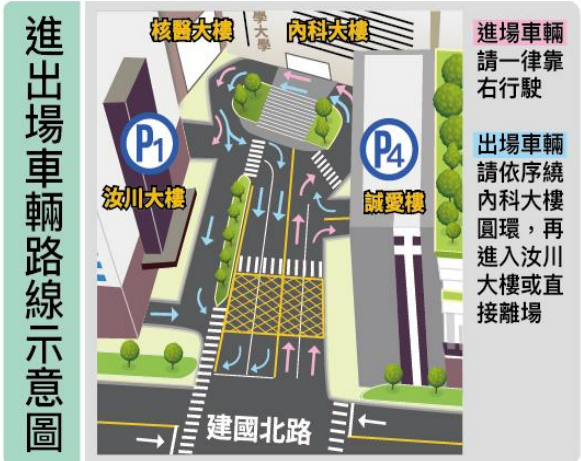 進出場車輛路線示意圖
核醫大樓
學大學
內科大樓
P1
汝川大樓
P4
誠愛樓
建國北路
進場車輛
請一律靠
右行駛
出場車輛
請依序繞
內科大樓
圓環，再
進入汝川
大樓或直
接離場